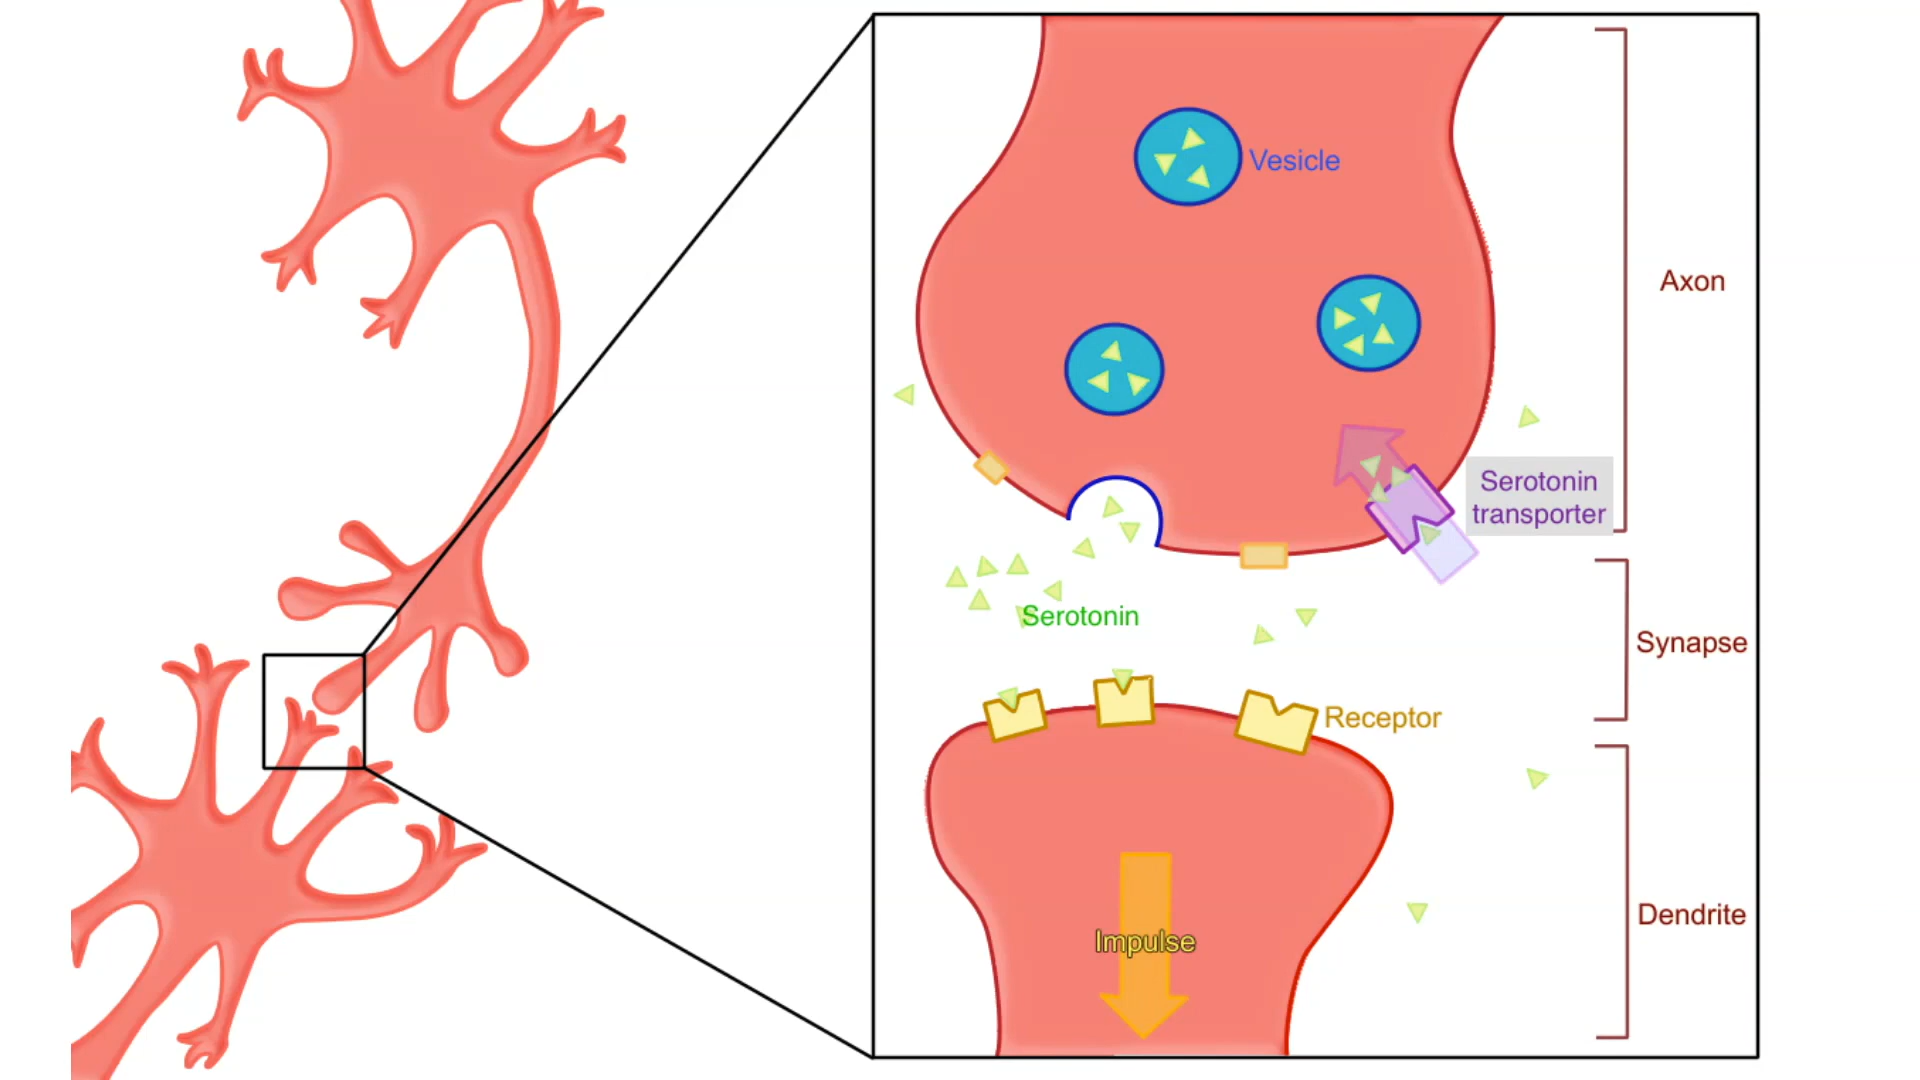 Vesicle
Axon
Serotonin
transporter
Serotonin
Synapse
Receptor
Dendrite
Impulse